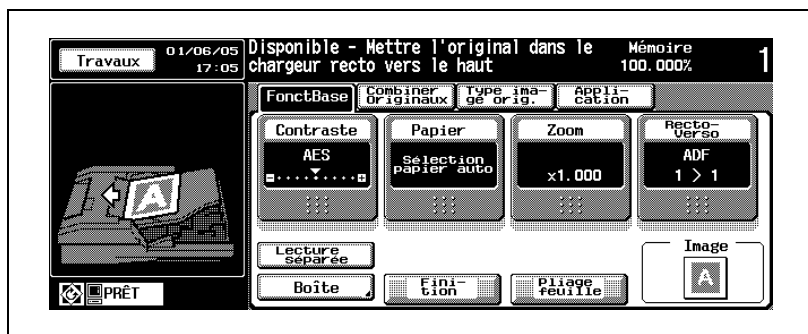 Travaux
01/06/05
17:05
Disponible - Mettre l'original dans le
chargeur recto vers le haut
Mémoire
100.000%
1
FonctBase
Combiner
Originaux
Type ima-
ge orig.
Appli-
cation
Contraste
AES
Papier
Sélection
papier auto
Zoom
x1.000
Recto-
Verso
ADF
1 > 1
Lecture
séparée
Boîte
Fini-
tion
Pliage
feuille
Image
A
A
PRÊT